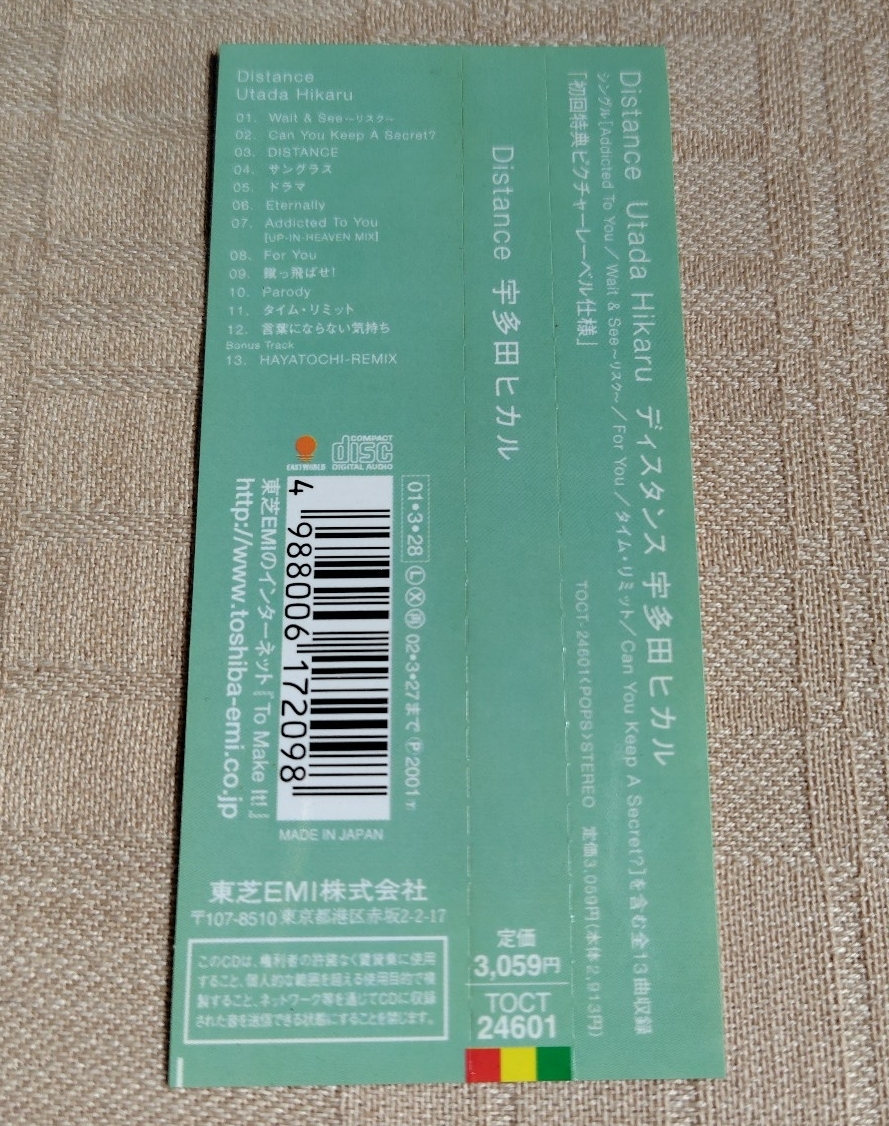 Distance
Utada Hikaru
01. Wait & See ~リスク~
02. Can You Keep A Secret?
03. DISTANCE
04. サングラス
05. ドラマ
06. Eternally
07. Addicted To You
[UP-IN-HEAVEN MIX]
08. For You
09. 蹴っ飛ばせ!
10. Parody
11. タイム・リミット
12. 言葉にならない気持ち
Bonus Track
13. HAYATOCHI-REMIX
EASTWORLD
COMPACT
disc
DIGITAL AUDIO
01•3•28 Ⓛ Ⓧ ㊐ 02•3•27まで ℗2001
4 988006 172098
東芝EMIのインターネット『To Make It!』
http://www.toshiba-emi.co.jp
MADE IN JAPAN
東芝EMI株式会社
〒107-8510 東京都港区赤坂2-2-17
このCDは、権利者の許諾なく賃貸業に使用
すること、個人的な範囲を超える使用目的で複
製すること、ネットワーク等を通じてCDに収録
された音を送信できる状態にすることを禁じます。
Distance 宇多田ヒカル
定価
3,059円
TOCT
24601
Distance Utada Hikaru ディスタンス 宇多田ヒカル
シングル[Addicted To You / Wait & See ~リスク~ / For You / タイム・リミット / Can You Keep A Secret?]を含む全13曲収録
「初回特典ピクチャーレーベル仕様」
TOCT-24601〈POPS〉STEREO 定価3,059円(本体2,913円)